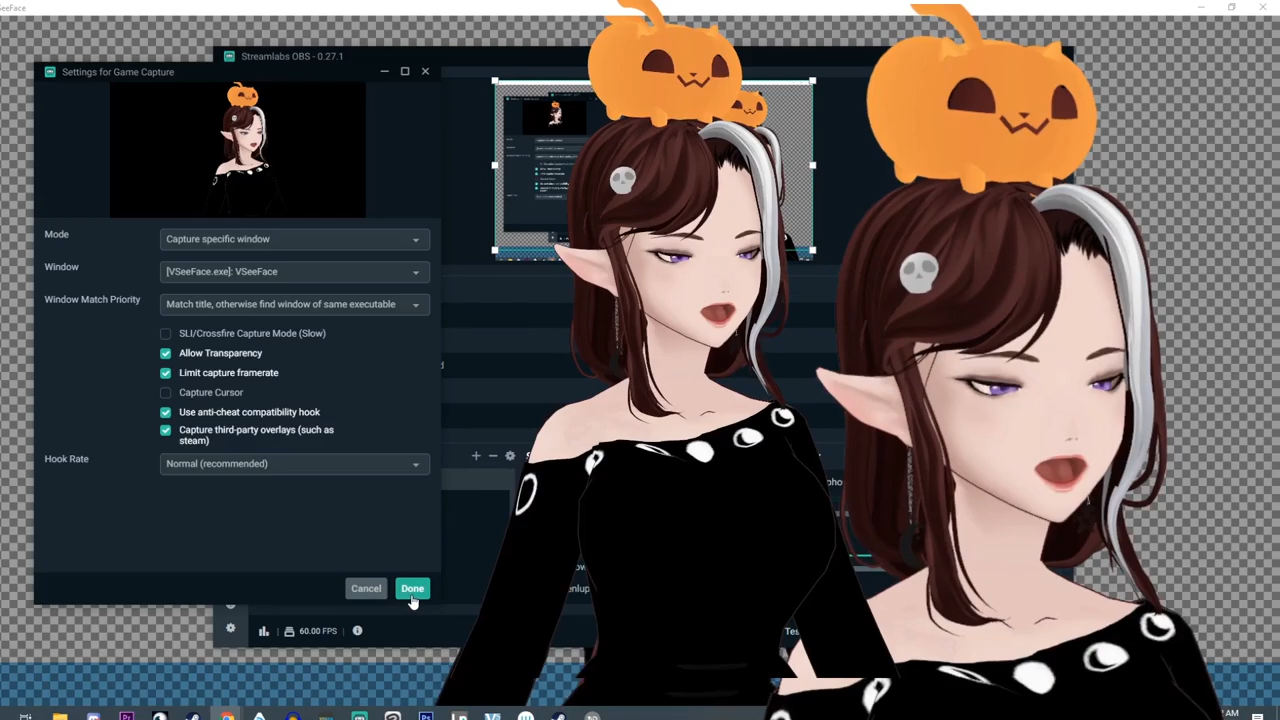 SeeFace
Streamlabs OBS - 0.27.1
Settings for Game Capture
Mode
Capture specific window
Window
[VSeeFace.exe]: VSeeFace
Window Match Priority
Match title, otherwise find window of same executable
SLI/Crossfire Capture Mode (Slow)
Allow Transparency
Limit capture framerate
Capture Cursor
Use anti-cheat compatibility hook
Capture third-party overlays (such as
steam)
Hook Rate
Normal (recommended)
Cancel
Done
60.00 FPS
AM